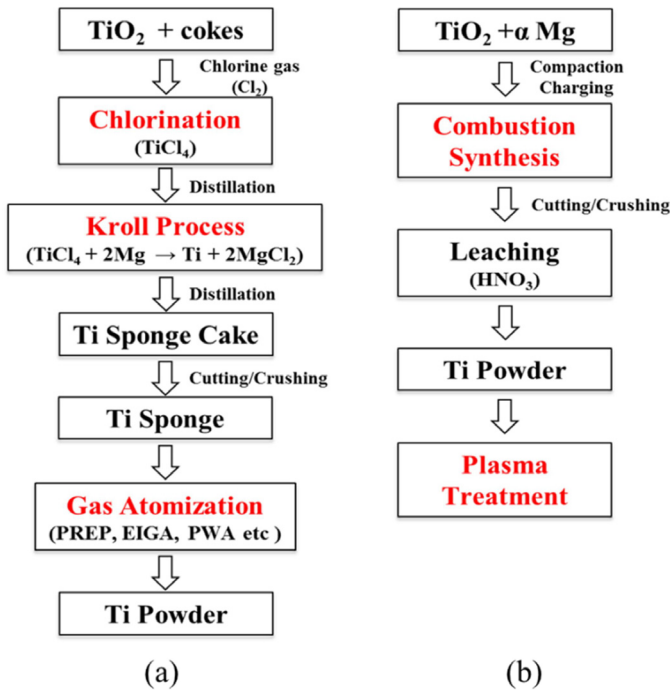 TiO₂ + cokes
Chlorine gas
(Cl₂)
Chlorination
(TiCl₄)
Distillation
Kroll Process
(TiCl₄ + 2Mg → Ti + 2MgCl₂)
Distillation
Ti Sponge Cake
Cutting/Crushing
Ti Sponge
Gas Atomization
(PREP, EIGA, PWA etc )
Ti Powder
(a)
TiO₂ +α Mg
Compaction
Charging
Combustion
Synthesis
Cutting/Crushing
Leaching
(HNO₃)
Ti Powder
Plasma
Treatment
(b)